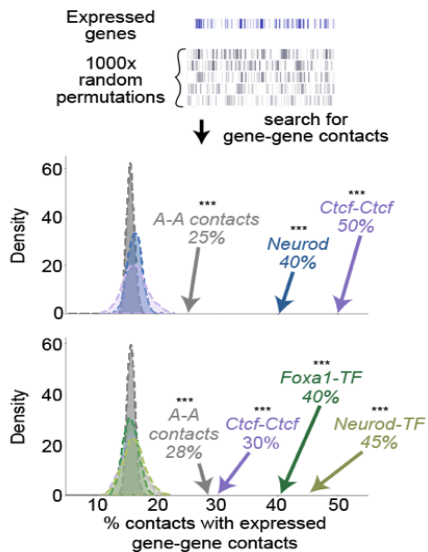 Expressed
genes
1000x
random
permutations
search for
gene-gene contacts
60
40
20
0
Density
***
A-A contacts
25%
***
Neurod
40%
***
Ctcf-Ctcf
50%
60
40
20
0
Density
***
A-A
contacts
28%
***
Ctcf-Ctcf
30%
***
Foxa1-TF
40%
***
Neurod-TF
45%
10 20 30 40 50
% contacts with expressed
gene-gene contacts